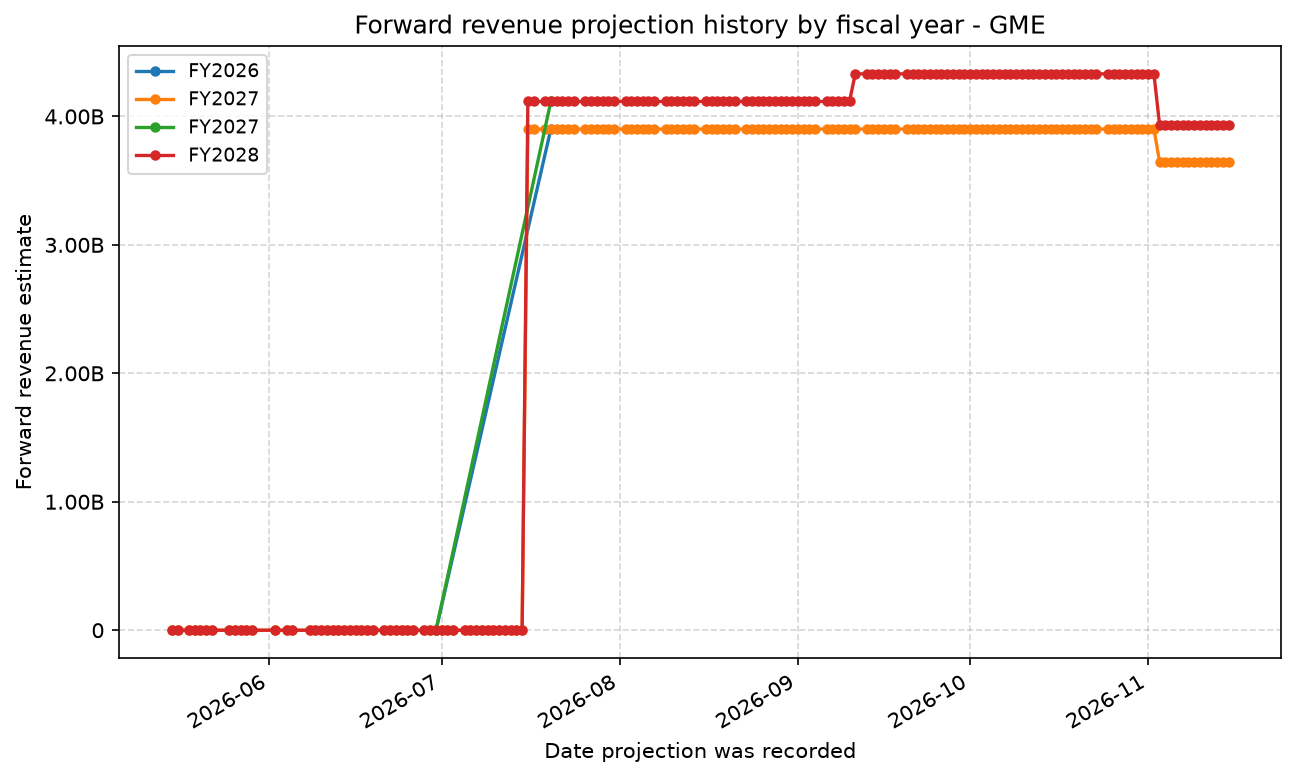 Forward revenue projection history by fiscal year - GME
FY2026
FY2027
FY2027
FY2028
4.00B
3.00B
2.00B
1.00B
0
Forward revenue estimate
2026-06
2026-07
2026-08
2026-09
2026-10
2026-11
Date projection was recorded